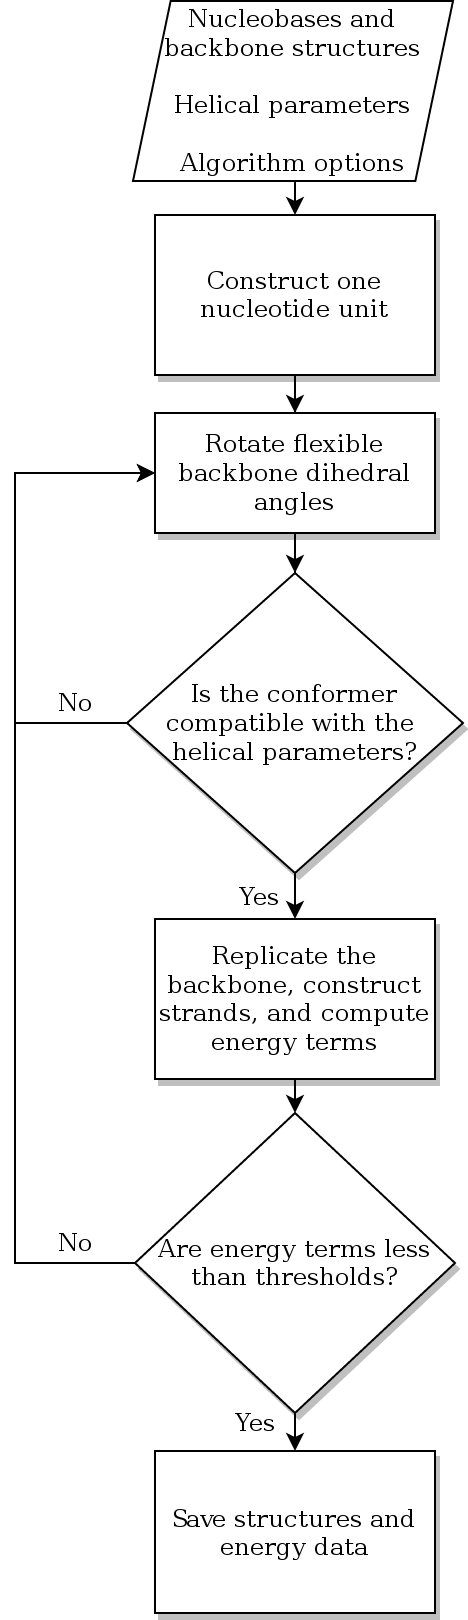 Nucleobases and
backbone structures
Helical parameters
Algorithm options
Construct one
nucleotide unit
Rotate flexible
backbone dihedral
angles
No
Is the conformer
compatible with the
helical parameters?
Yes
Replicate the
backbone, construct
strands, and compute
energy terms
No
Are energy terms less
than thresholds?
Yes
Save structures and
energy data